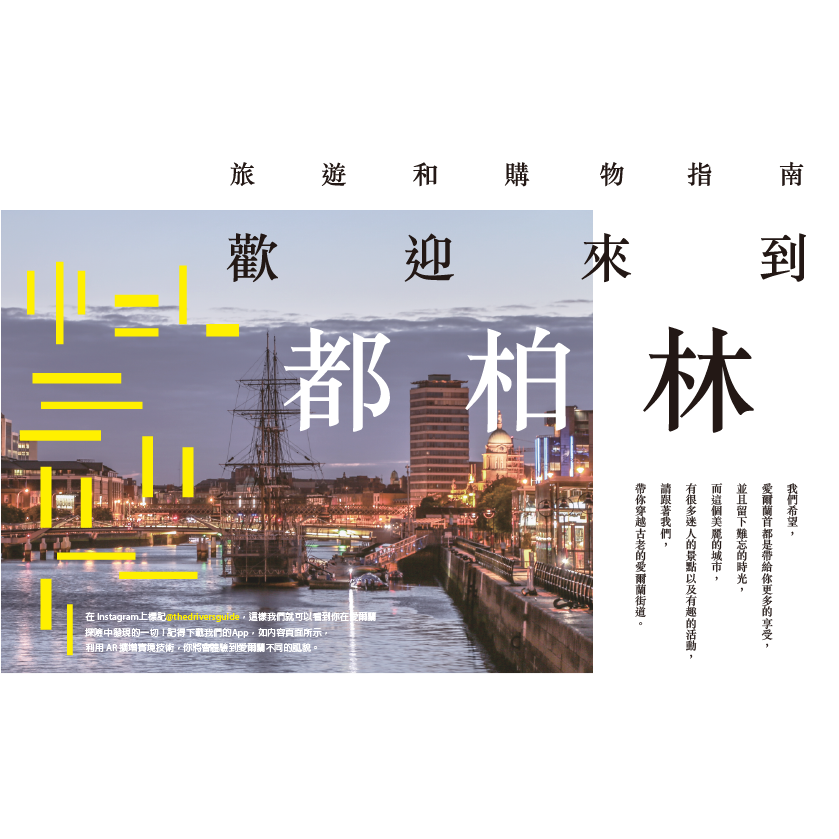 旅遊和購物指南
歡迎來到
都柏林
我們希望，
愛爾蘭首都是帶給你更多的享受，
並且留下難忘的時光，
而這個美麗的城市，
有很多迷人的景點以及有趣的活動，
請跟著我們，
帶你穿越古老的愛爾蘭街道。
在 Instagram上標記@thedriversguide，這樣我們就可以看到你在愛爾蘭
探險中發現的一切！記得下載我們的App，如內容頁面所示，
利用 AR 擴增實境技術，你將會體驗到愛爾蘭不同的風貌。